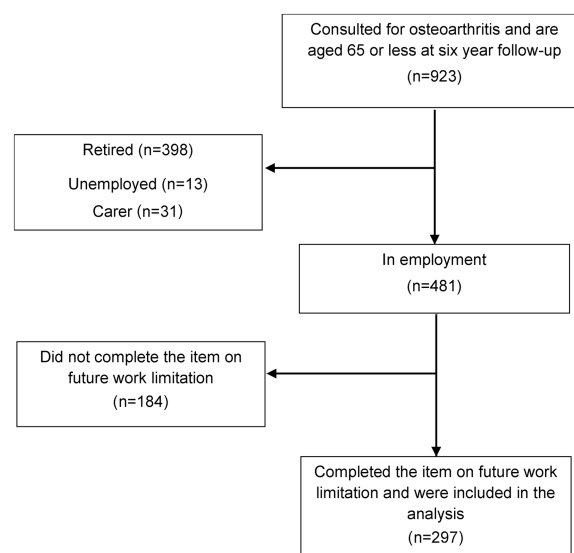 Consulted for osteoarthritis and are
aged 65 or less at six year follow-up
(n=923)
Retired (n=398)
Unemployed (n=13)
Carer (n=31)
In employment
(n=481)
Did not complete the item on
future work limitation
(n=184)
Completed the item on future work
limitation and were included in the
analysis
(n=297)